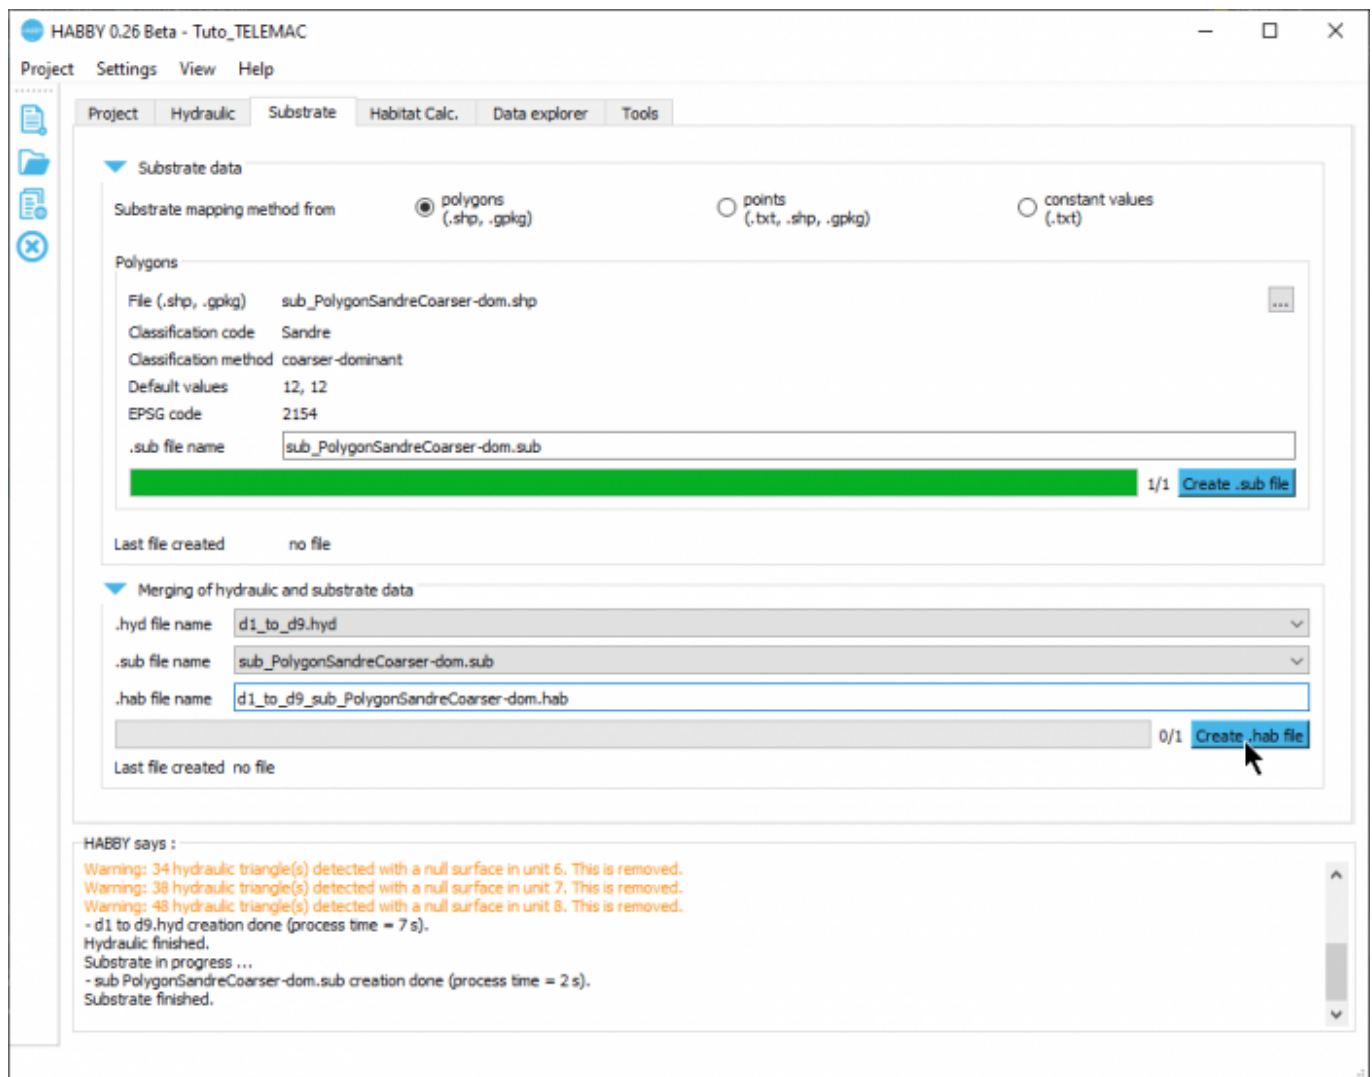 HABBY 0.26 Beta - Tuto_TELEMAC
Project Settings View Help
Project Hydraulic Substrate Habitat Calc. Data explorer Tools
Substrate data
Substrate mapping method from
polygons
(.shp, .gpkg)
points
(.txt, .shp, .gpkg)
constant values
(.txt)
Polygons
File (.shp, .gpkg) sub_PolygonSandreCoarser-dom.shp ...
Classification code Sandre
Classification method coarser-dominant
Default values 12, 12
EPSG code 2154
.sub file name sub_PolygonSandreCoarser-dom.sub
1/1 Create .sub file
Last file created no file
Merging of hydraulic and substrate data
.hyd file name d1_to_d9.hyd
.sub file name sub_PolygonSandreCoarser-dom.sub
.hab file name d1_to_d9_sub_PolygonSandreCoarser-dom.hab
0/1 Create .hab file
Last file created no file
HABBY says :
Warning: 34 hydraulic triangle(s) detected with a null surface in unit 6. This is removed.
Warning: 38 hydraulic triangle(s) detected with a null surface in unit 7. This is removed.
Warning: 48 hydraulic triangle(s) detected with a null surface in unit 8. This is removed.
- d1 to d9.hyd creation done (process time = 7 s).
Hydraulic finished.
Substrate in progress ...
- sub PolygonSandreCoarser-dom.sub creation done (process time = 2 s).
Substrate finished.